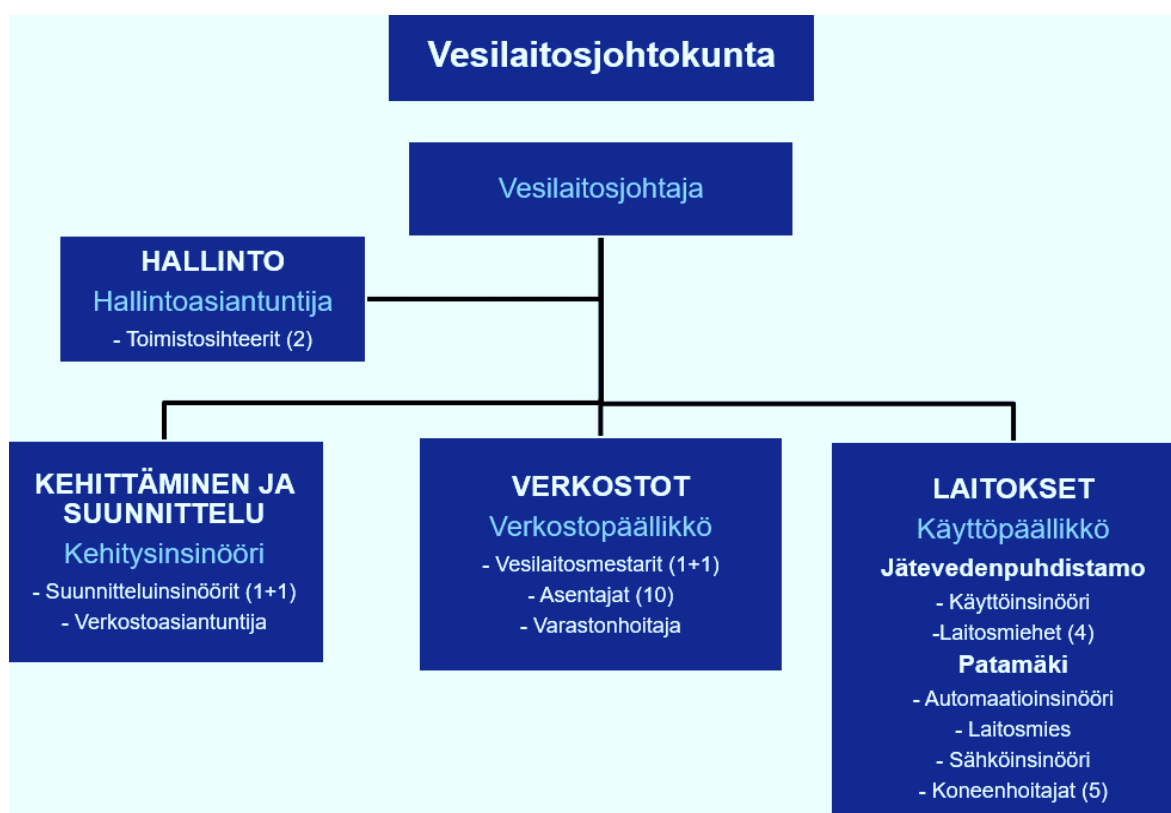 Vesilaitosjohtokunta
Vesilaitosjohtaja
HALLINTO
Hallintoasiantuntija
- Toimistosihteerit (2)
KEHITTÄMINEN JA
SUUNNITTELU
Kehitysinsinööri
- Suunnitteluinsinöörit (1+1)
- Verkostoasiantuntija
VERKOSTOT
Verkostopäällikkö
- Vesilaitosmestarit (1+1)
- Asentajat (10)
- Varastonhoitaja
LAITOKSET
Käyttöpäällikkö
Jätevedenpuhdistamo
- Käyttöinsinööri
-Laitosmiehet (4)
Patamäki
- Automaatioinsinööri
- Laitosmies
- Sähköinsinööri
- Koneenhoitajat (5)